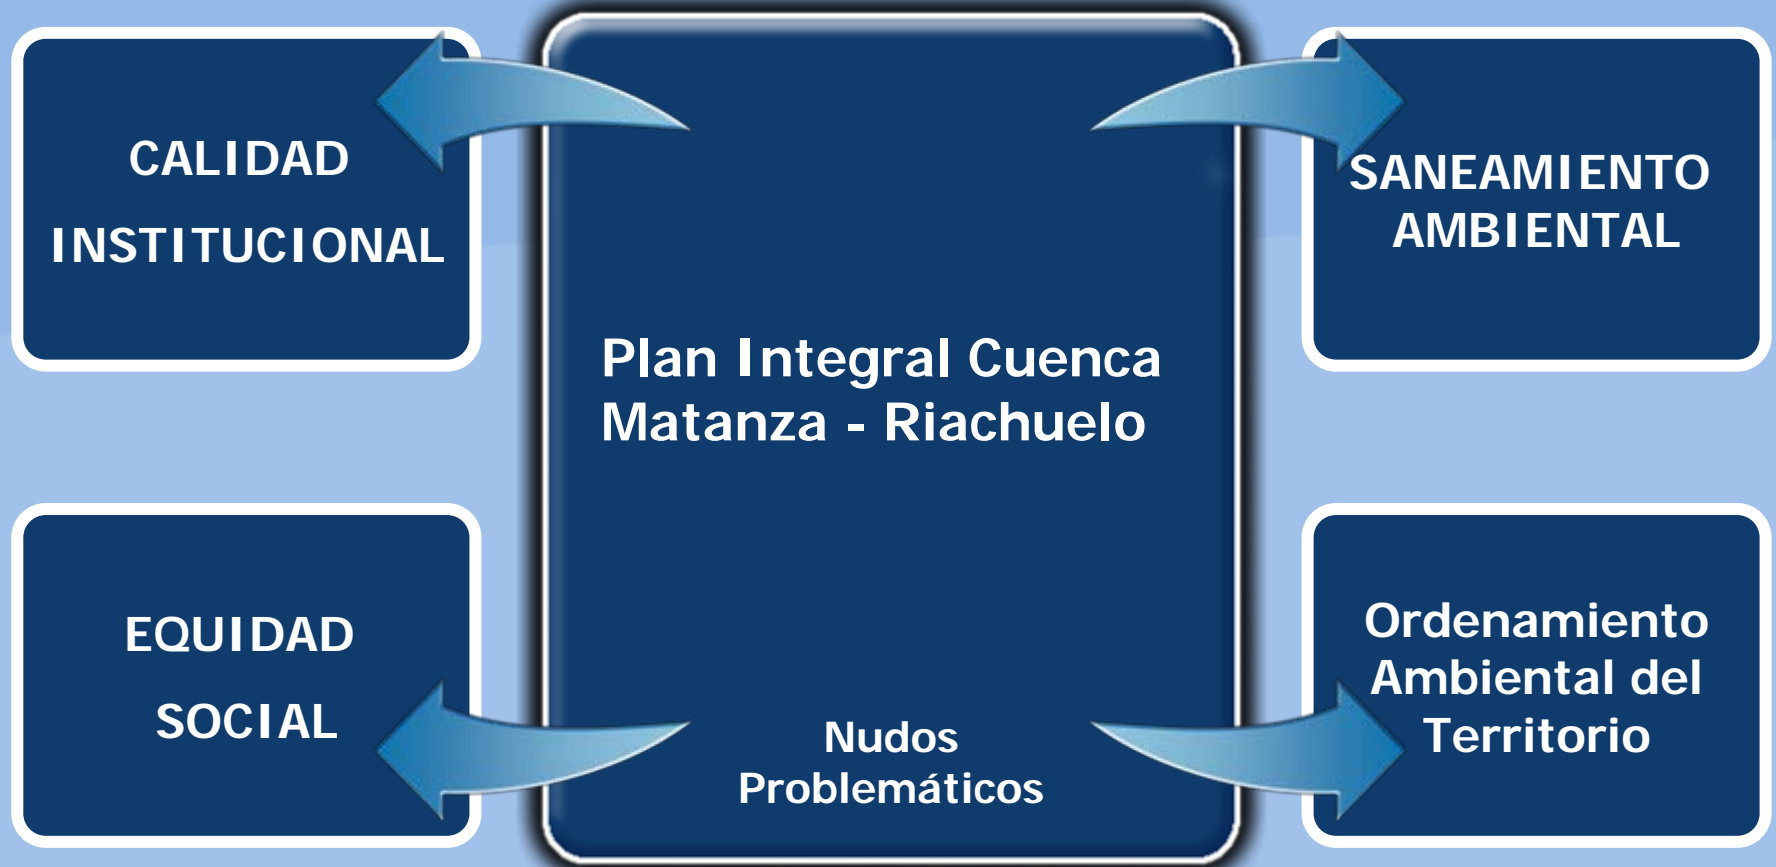 CALIDAD
INSTITUCIONAL
SANEAMIENTO
AMBIENTAL
Plan Integral Cuenca
Matanza - Riachuelo
EQUIDAD
SOCIAL
Ordenamiento
Ambiental del
Territorio
Nudos
Problemáticos